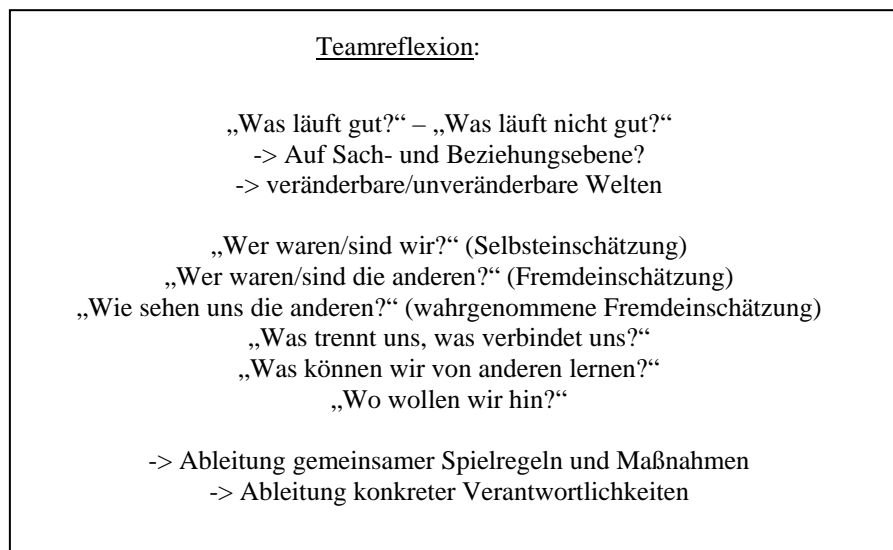 Teamreflexion:
„Was läuft gut?“ – „Was läuft nicht gut?“
-> Auf Sach- und Beziehungsebene?
-> veränderbare/unveränderbare Welten
„Wer waren/sind wir?“ (Selbsteinschätzung)
„Wer waren/sind die anderen?“ (Fremdeinschätzung)
„Wie sehen uns die anderen?“ (wahrgenommene Fremdeinschätzung)
„Was trennt uns, was verbindet uns?“
„Was können wir von anderen lernen?“
„Wo wollen wir hin?“
-> Ableitung gemeinsamer Spielregeln und Maßnahmen
-> Ableitung konkreter Verantwortlichkeiten